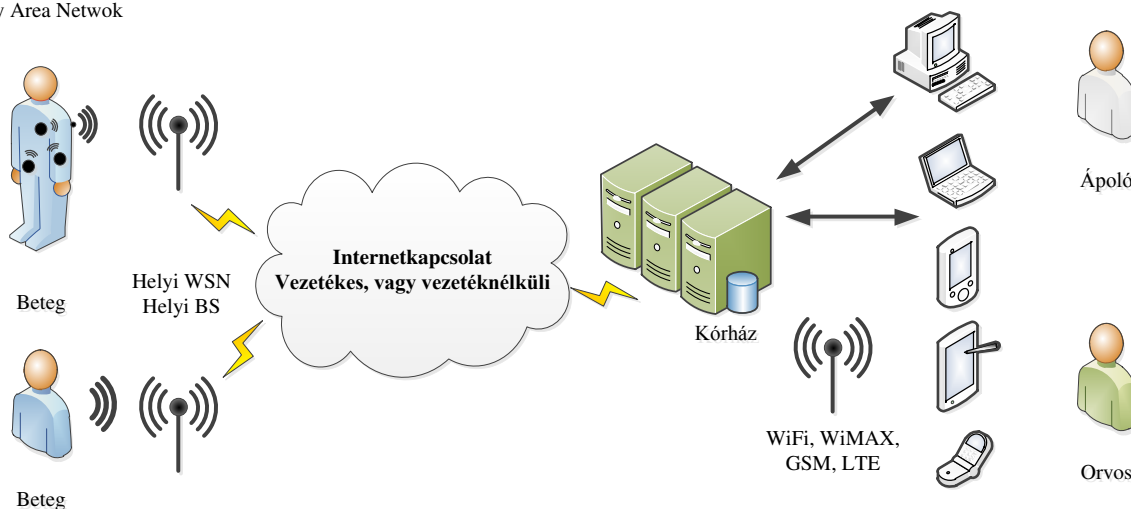 Area Netwok
Beteg
Helyi WSN
Helyi BS
Internetkapcsolat
Vezetékes, vagy vezetéknélküli
Kórház
WiFi, WiMAX,
GSM, LTE
Ápoló
Orvos
Beteg